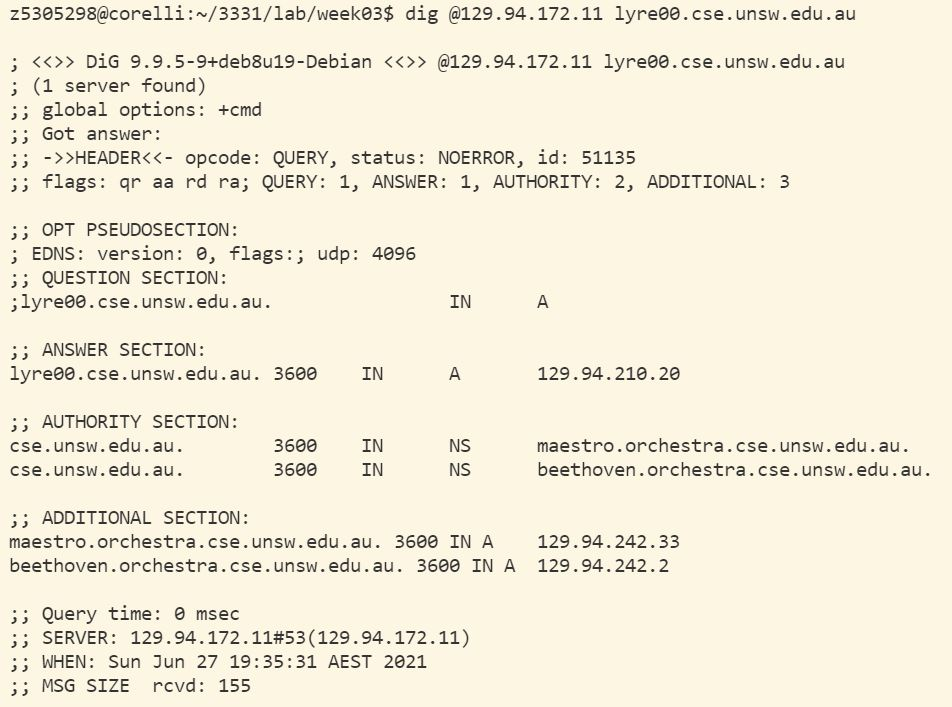 z5305298@corelli:~/3331/lab/week03$ dig @129.94.172.11 lyre00.cse.unsw.edu.au
; <<>> DiG 9.9.5-9+deb8u19-Debian <<>> @129.94.172.11 lyre00.cse.unsw.edu.au
; (1 server found)
;; global options: +cmd
;; Got answer:
;; ->>HEADER<<- opcode: QUERY, status: NOERROR, id: 51135
;; flags: qr aa rd ra; QUERY: 1, ANSWER: 1, AUTHORITY: 2, ADDITIONAL: 3
;; OPT PSEUDOSECTION:
; EDNS: version: 0, flags:; udp: 4096
;; QUESTION SECTION:
;lyre00.cse.unsw.edu.au. IN A
;; ANSWER SECTION:
lyre00.cse.unsw.edu.au. 3600 IN A 129.94.210.20
;; AUTHORITY SECTION:
cse.unsw.edu.au. 3600 IN NS maestro.orchestra.cse.unsw.edu.au.
cse.unsw.edu.au. 3600 IN NS beethoven.orchestra.cse.unsw.edu.au.
;; ADDITIONAL SECTION:
maestro.orchestra.cse.unsw.edu.au. 3600 IN A 129.94.242.33
beethoven.orchestra.cse.unsw.edu.au. 3600 IN A 129.94.242.2
;; Query time: 0 msec
;; SERVER: 129.94.172.11#53(129.94.172.11)
;; WHEN: Sun Jun 27 19:35:31 AEST 2021
;; MSG SIZE rcvd: 155